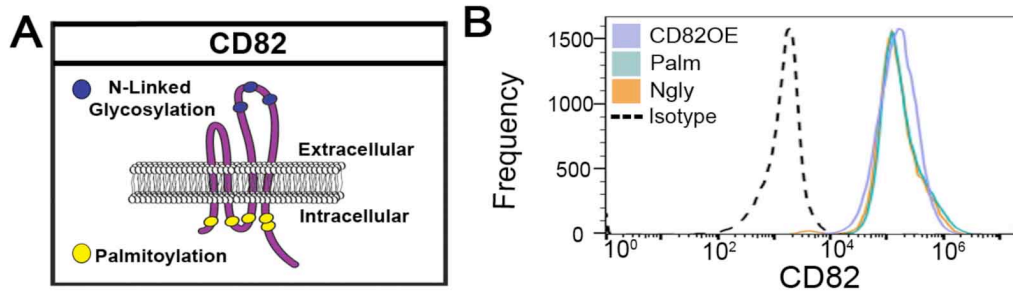 A
CD82
N-Linked
Glycosylation
Extracellular
Intracellular
Palmitoylation
B
CD82OE
Palm
Ngly
Isotype
Frequency
1500
1000
500
0
10^0
10^2
10^4
10^6
CD82